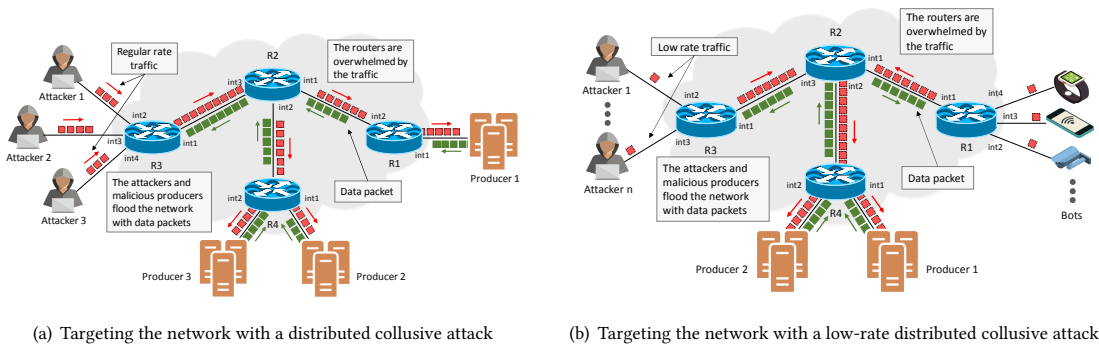 Regular rate
traffic
Attacker 1
Attacker 2
Attacker 3
int2
int3
int4
int1
R3
The attackers and
malicious producers
flood the network
with data packets
R2
int3
int1
int2
The routers are
overwhelmed by
the traffic
int2
int1
R1
Data packet
Producer 1
int2
int1
R4
Producer 3
Producer 2
(a) Targeting the network with a distributed collusive attack
Low rate traffic
Attacker 1
Attacker n
int2
int3
int1
R3
The attackers and
malicious producers
flood the network
with data packets
R2
int3
int1
int2
The routers are
overwhelmed by
the traffic
int1
int4
int3
int2
R1
Data packet
Bots
int2
int1
R4
Producer 2
Producer 1
(b) Targeting the network with a low-rate distributed collusive attack